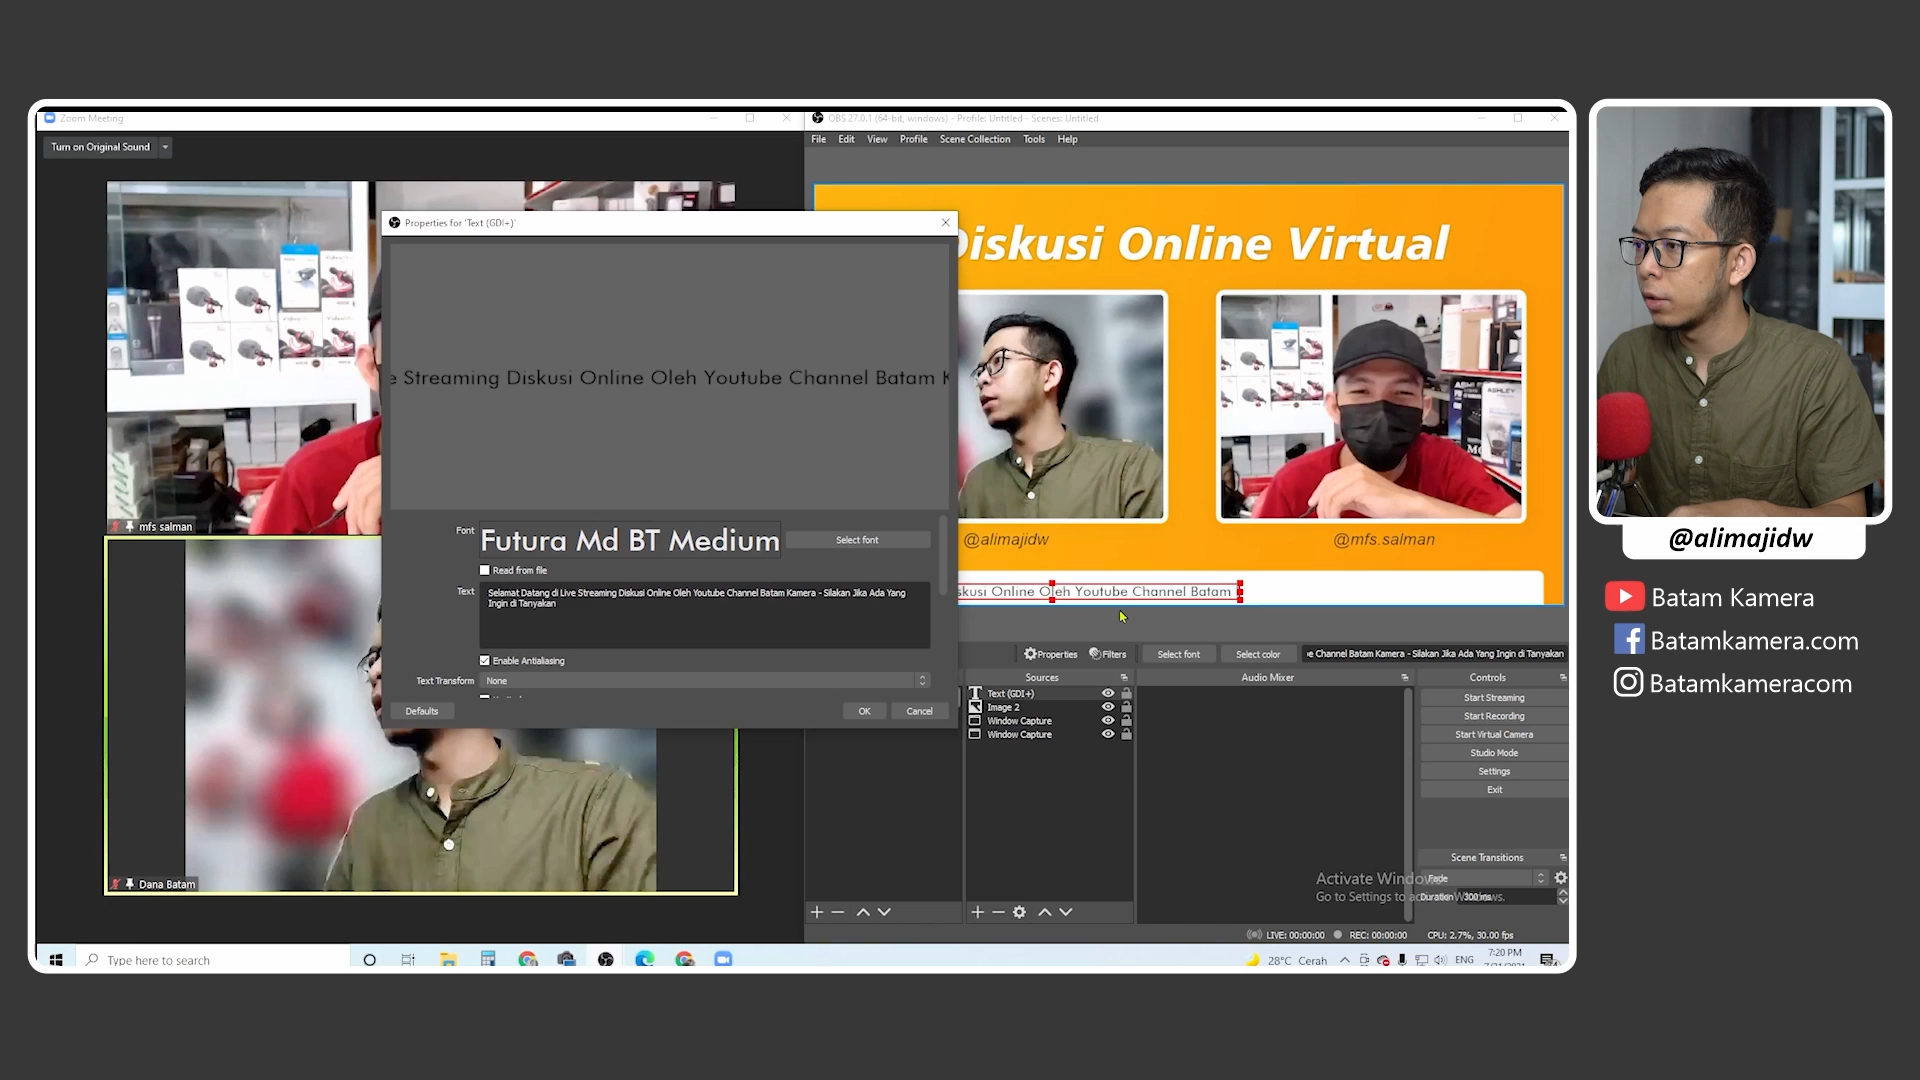 Zoom Meeting
Turn on Original Sound
mfs salman
Dana Batam
OBS 27.0.1 (64-bit, windows) - Profile: Untitled - Scenes: Untitled
File Edit View Profile Scene Collection Tools Help
Diskusi Online Virtual
@alimajidw
@mfs.salman
skusi Online Oleh Youtube Channel Batam
Properties for 'Text (GDI+)'
e Streaming Diskusi Online Oleh Youtube Channel Batam K
Font
Futura Md BT Medium
Select font
Read from file
Text
Selamat Datang di Live Streaming Diskusi Online Oleh Youtube Channel Batam Kamera - Silakan Jika Ada Yang
Ingin di Tanyakan
Enable Antialiasing
Text Transform
None
Defaults
OK
Cancel
Properties
Filters
Select font
Select color
e Channel Batam Kamera - Silakan Jika Ada Yang Ingin di Tanyakan
Sources
Text (GDI+)
Image 2
Window Capture
Window Capture
Audio Mixer
Controls
Start Streaming
Start Recording
Start Virtual Camera
Studio Mode
Settings
Exit
Scene Transitions
Fade
Duration
300 ms
Activate Windows
Go to Settings to activate Windows.
LIVE: 00:00:00
REC: 00:00:00
CPU: 2.7%, 30.00 fps
Type here to search
28°C Cerah
ENG
7:20 PM
@alimajidw
Batam Kamera
Batamkamera.com
Batamkameracom